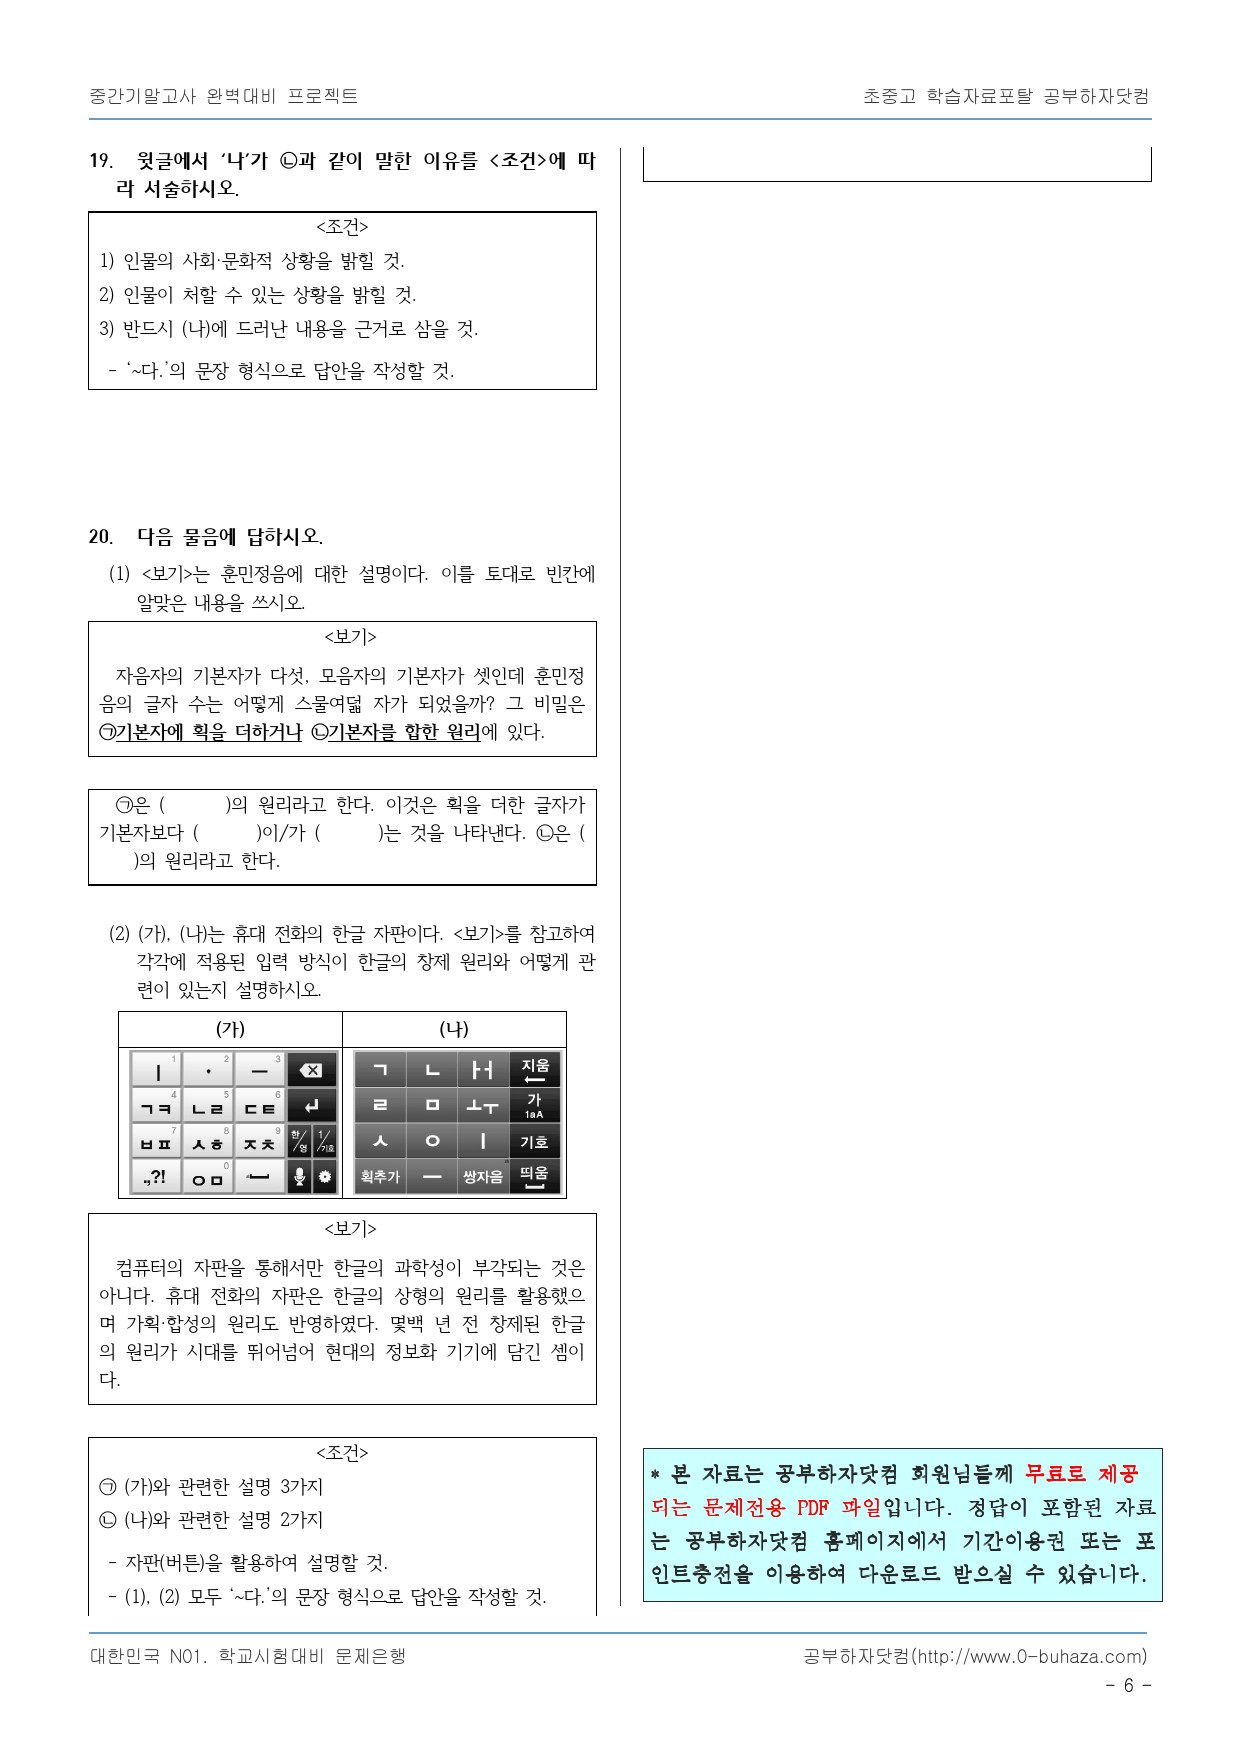 중간기말고사 완벽대비 프로젝트
초중고 학습자료포탈 공부하자닷컴
19. 윗글에서 ‘나’가 ㉡과 같이 말한 이유를 <조건>에 따
라 서술하시오.
<조건>
1) 인물의 사회·문화적 상황을 밝힐 것.
2) 인물이 처할 수 있는 상황을 밝힐 것.
3) 반드시 (나)에 드러난 내용을 근거로 삼을 것.
- ‘~다.’의 문장 형식으로 답안을 작성할 것.
20. 다음 물음에 답하시오.
(1) <보기>는 훈민정음에 대한 설명이다. 이를 토대로 빈칸에
알맞은 내용을 쓰시오.
<보기>
자음자의 기본자가 다섯, 모음자의 기본자가 셋인데 훈민정
음의 글자 수는 어떻게 스물여덟 자가 되었을까? 그 비밀은
㉠기본자에 획을 더하거나 ㉡기본자를 합한 원리에 있다.
㉠은 (      )의 원리라고 한다. 이것은 획을 더한 글자가
기본자보다 (      )이/가 (      )는 것을 나타낸다. ㉡은 (
)의 원리라고 한다.
(2) (가), (나)는 휴대 전화의 한글 자판이다. <보기>를 참고하여
각각에 적용된 입력 방식이 한글의 창제 원리와 어떻게 관
련이 있는지 설명하시오.
(가) (나)
ㅣ 1 · 2 ㅡ 3
ㄱㅋ 4 ㄴㄹ 5 ㄷㅌ 6
ㅂㅍ 7 ㅅㅎ 8 ㅈㅊ 9 한/영 1/기호
.,?! ㅇㅁ 0
ㄱ ㄴ ㅏㅓ 지움
ㄹ ㅁ ㅗㅜ 가 1aA
ㅅ ㅇ ㅣ 기호
획추가 ㅡ 쌍자음 띄움
<보기>
컴퓨터의 자판을 통해서만 한글의 과학성이 부각되는 것은
아니다. 휴대 전화의 자판은 한글의 상형의 원리를 활용했으
며 가획·합성의 원리도 반영하였다. 몇백 년 전 창제된 한글
의 원리가 시대를 뛰어넘어 현대의 정보화 기기에 담긴 셈이
다.
<조건>
㉠ (가)와 관련한 설명 3가지
㉡ (나)와 관련한 설명 2가지
- 자판(버튼)을 활용하여 설명할 것.
- (1), (2) 모두 ‘~다.’의 문장 형식으로 답안을 작성할 것.
* 본 자료는 공부하자닷컴 회원님들께 무료로 제공
되는 문제전용 PDF 파일입니다. 정답이 포함된 자료
는 공부하자닷컴 홈페이지에서 기간이용권 또는 포
인트충전을 이용하여 다운로드 받으실 수 있습니다.
대한민국 N01. 학교시험대비 문제은행
공부하자닷컴(http://www.0-buhaza.com)
- 6 -